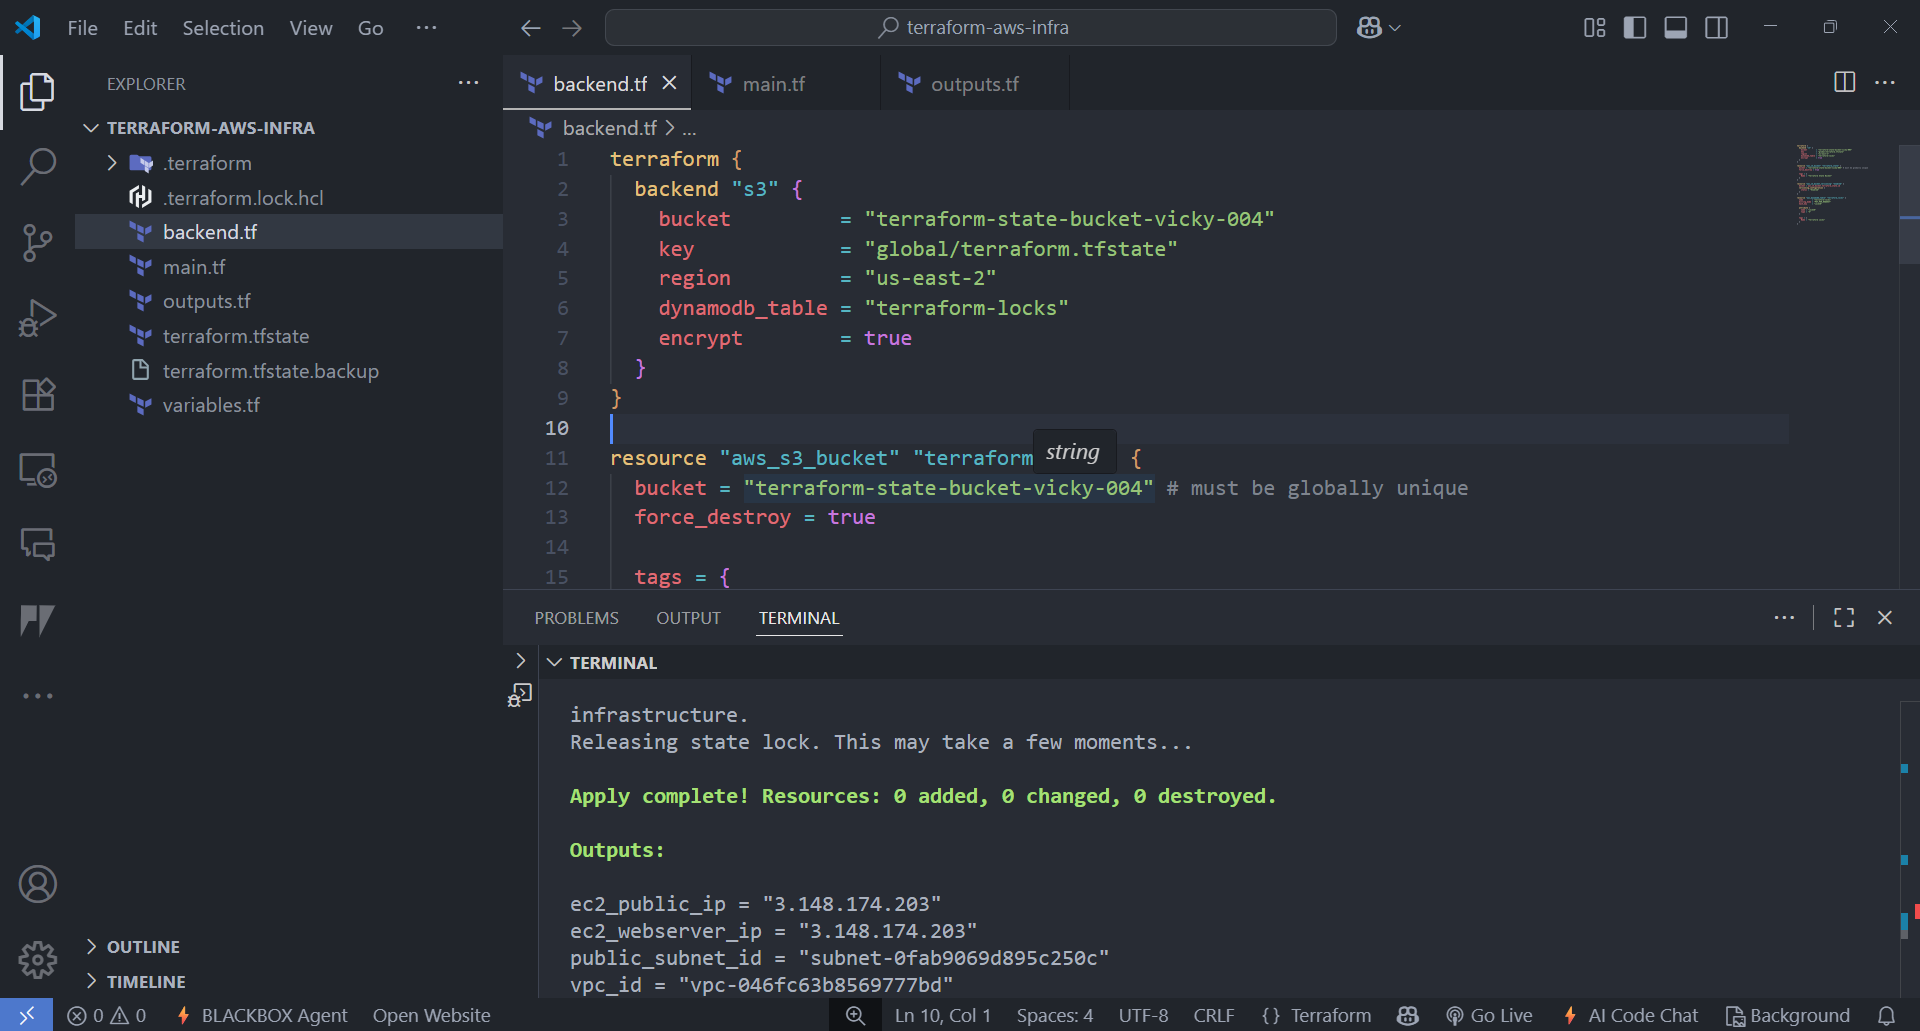 File Edit Selection View Go ···
terraform-aws-infra
EXPLORER
TERRAFORM-AWS-INFRA
.terraform
.terraform.lock.hcl
backend.tf
main.tf
outputs.tf
terraform.tfstate
terraform.tfstate.backup
variables.tf
OUTLINE
TIMELINE
backend.tf main.tf outputs.tf
backend.tf > ...
1 terraform {
2 backend "s3" {
3 bucket = "terraform-state-bucket-vicky-004"
4 key = "global/terraform.tfstate"
5 region = "us-east-2"
6 dynamodb_table = "terraform-locks"
7 encrypt = true
8 }
9 }
10
string
11 resource "aws_s3_bucket" "terraform {
12 bucket = "terraform-state-bucket-vicky-004" # must be globally unique
13 force_destroy = true
14
15 tags = {
PROBLEMS OUTPUT TERMINAL
TERMINAL
infrastructure.
Releasing state lock. This may take a few moments...
Apply complete! Resources: 0 added, 0 changed, 0 destroyed.
Outputs:
ec2_public_ip = "3.148.174.203"
ec2_webserver_ip = "3.148.174.203"
public_subnet_id = "subnet-0fab9069d895c250c"
vpc_id = "vpc-046fc63b8569777bd"
0 0 BLACKBOX Agent Open Website Ln 10, Col 1 Spaces: 4 UTF-8 CRLF {} Terraform Go Live AI Code Chat Background